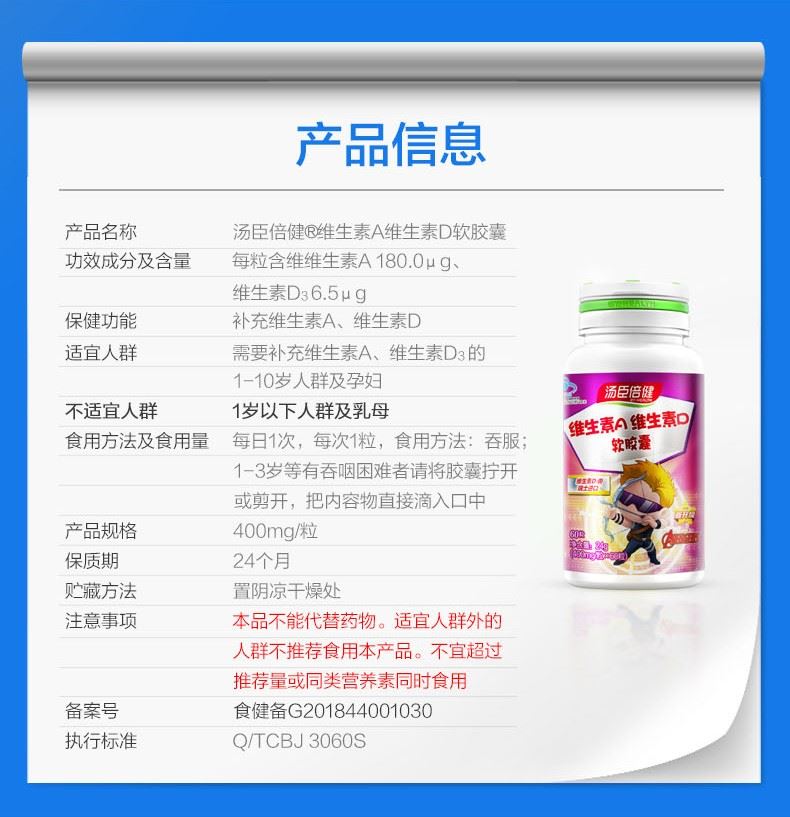 产品信息
产品名称 汤臣倍健®维生素A维生素D软胶囊
功效成分及含量 每粒含维维生素A 180.0μg、
维生素D₃ 6.5μg
保健功能 补充维生素A、维生素D
适宜人群 需要补充维生素A、维生素D₃的
1-10岁人群及孕妇
不适宜人群 1岁以下人群及乳母
食用方法及食用量 每日1次，每次1粒，食用方法：吞服；
1-3岁等有吞咽困难者请将胶囊拧开
或剪开，把内容物直接滴入口中
产品规格 400mg/粒
保质期 24个月
贮藏方法 置阴凉干燥处
注意事项 本品不能代替药物。适宜人群外的
人群不推荐食用本产品。不宜超过
推荐量或同类营养素同时食用
备案号 食健备G201844001030
执行标准 Q/TCBJ 3060S
汤臣倍健
维生素A 维生素D
软胶囊
60粒
净含量：24g